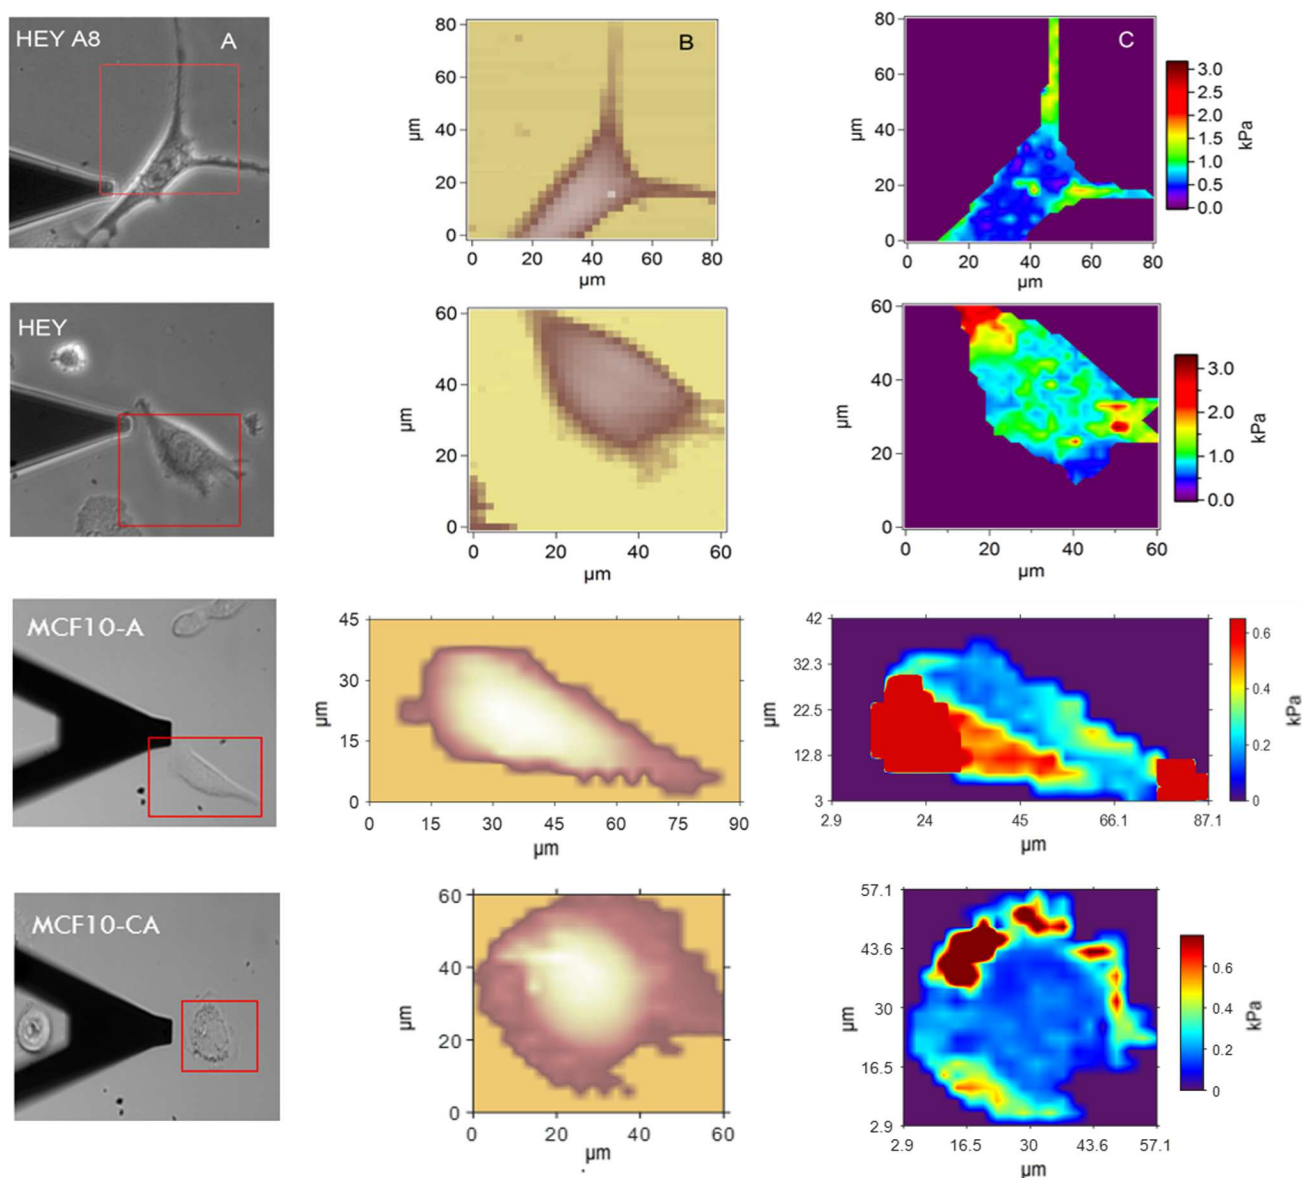 HEY A8
A
B
C
80
60
40
20
0
µm
0 20 40 60 80
µm
80
60
40
20
0
µm
0 20 40 60 80
µm
3.0
2.5
2.0
1.5
1.0
0.5
0.0
kPa
HEY
60
40
20
0
µm
0 20 40 60
µm
60
40
20
0
µm
0 20 40 60
µm
3.0
2.0
1.0
0.0
kPa
MCF10-A
45
30
15
0
µm
0 15 30 45 60 75 90
µm
42
32.3
22.5
12.8
3
µm
2.9 24 45 66.1 87.1
µm
0.6
0.4
0.2
0
kPa
MCF10-CA
60
40
20
0
µm
0 20 40 60
µm
57.1
43.6
30
16.5
2.9
µm
2.9 16.5 30 43.6 57.1
µm
0.6
0.4
0.2
0
kPa